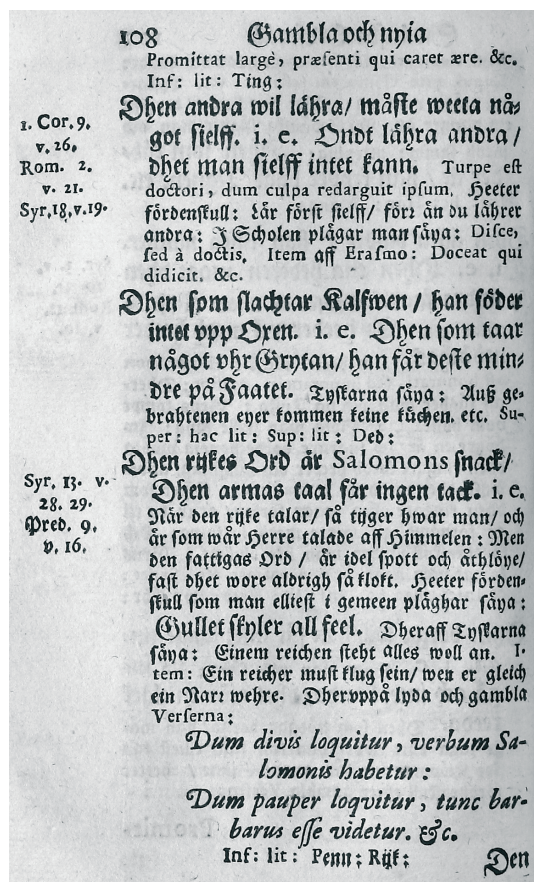 108 Gambla och nyia
Promittat largè, præsenti qui caret ære. &c.
Inf: lit: Ting:
Dhen andra wil lähra/ måste weeta nå⸗
got sielff. i. e. Ondt lähra andra/
dhet man sielff intet kann. Turpe est
doctori, dum culpa redarguit ipsum. Heeter
fördenskull: Lär först sielff/ förr än du lährer
andra: J Scholen plägar man säya: Disce,
sed à doctis, Item aff Erasmo: Doceat qui
didicit. &c.
1. Cor. 9.
v. 26.
Rom. 2.
v. 21.
Syr. 18. v. 19.
Dhen som slachtar Kalfwen / han föder
intet vpp Oxen. i. e. Dhen som taar
något vhr Grytan/ han får deste min⸗
dre på Faatet. Tyskarna säya: Auß ge⸗
brahtenen eyer kommen keine küchen. etc. Su-
per: hac lit: Sup: lit: Ded:
Dhen rijkes Ord är Salomons snack/
Dhen armas taal får ingen tack. i. e.
När den rijke talar/ så tijger hwar man/ och
är som wår Herre talade aff Himmelen: Men
den fattigas Ord / är idel spott och åthlöye/
fast dhet wore aldrigh så klokt. Heeter förden⸗
skull som man elliest i gemeen pläghar säya:
Gullet skyler all feel. Dheraff Tyskarna
säya: Einem reichen steht alles woll an. I-
tem: Ein reicher must klug sein/ wen er gleich
ein Narr wehre. Dheruppå lyda och gambla
Verserna:
Syr. 13. v.
28. 29.
Pred. 9.
v. 16.
Dum divis loquitur, verbum Sa-
lomonis habetur:
Dum pauper loqvitur, tunc bar-
barus esse videtur. &c.
Inf: lit: Penn: Rijk:
Den